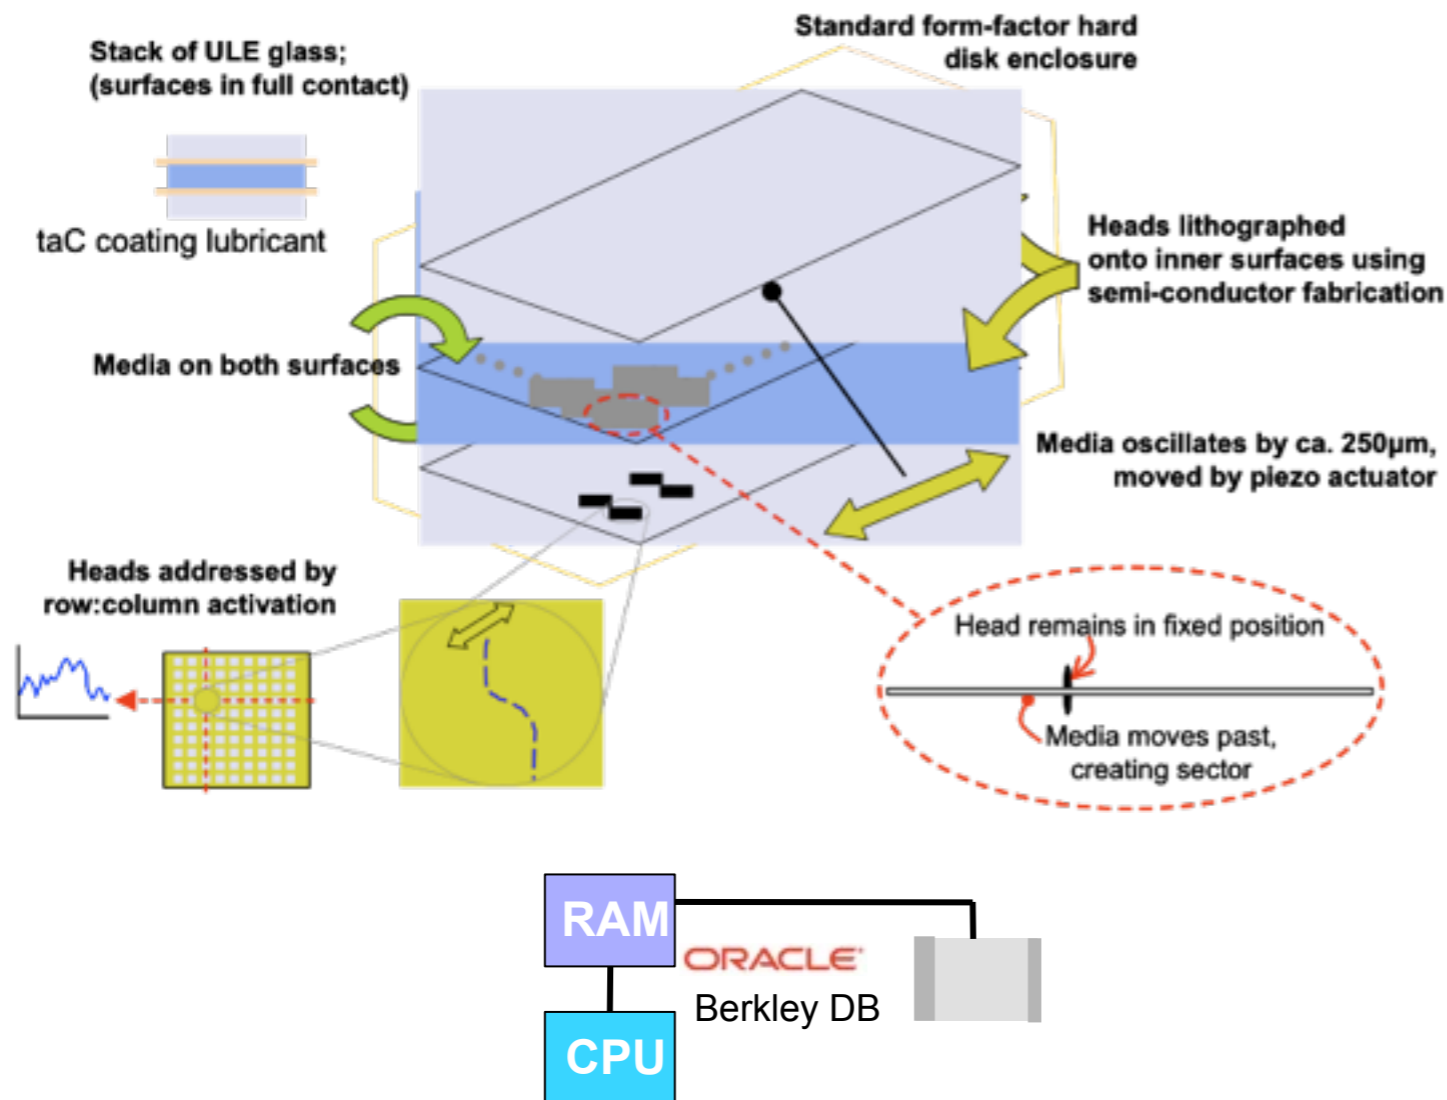 Standard form-factor hard
disk enclosure
Stack of ULE glass;
(surfaces in full contact)
taC coating lubricant
Heads lithographed
onto inner surfaces using
semi-conductor fabrication
Media on both surfaces
Media oscillates by ca. 250µm,
moved by piezo actuator
Heads addressed by
row:column activation
Head remains in fixed position
Media moves past,
creating sector
RAM
ORACLE
Berkley DB
CPU